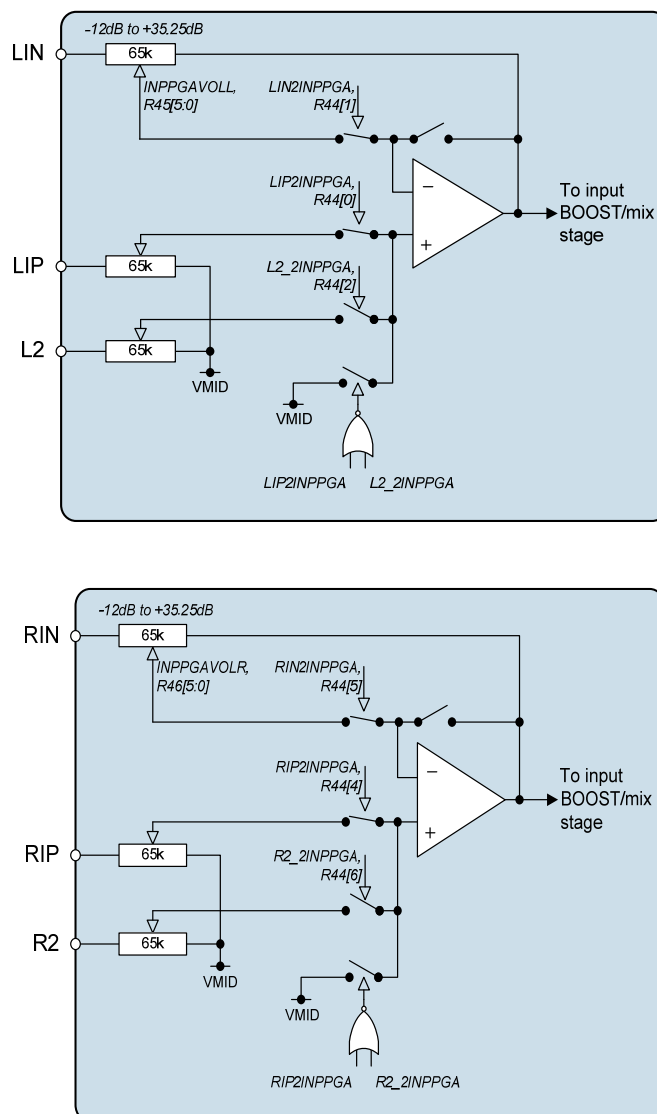 -12dB to +35.25dB
LIN
65k
INPPGAVOLL,
R45[5:0]
LIN2INPPGA,
R44[1]
LIP2INPPGA,
R44[0]
−
+
To input
BOOST/mix
stage
LIP
65k
L2_2INPPGA,
R44[2]
L2
65k
VMID
VMID
LIP2INPPGA
L2_2INPPGA
-12dB to +35.25dB
RIN
65k
INPPGAVOLR,
R46[5:0]
RIN2INPPGA,
R44[5]
RIP2INPPGA,
R44[4]
−
+
To input
BOOST/mix
stage
RIP
65k
R2_2INPPGA,
R44[6]
R2
65k
VMID
VMID
RIP2INPPGA
R2_2INPPGA